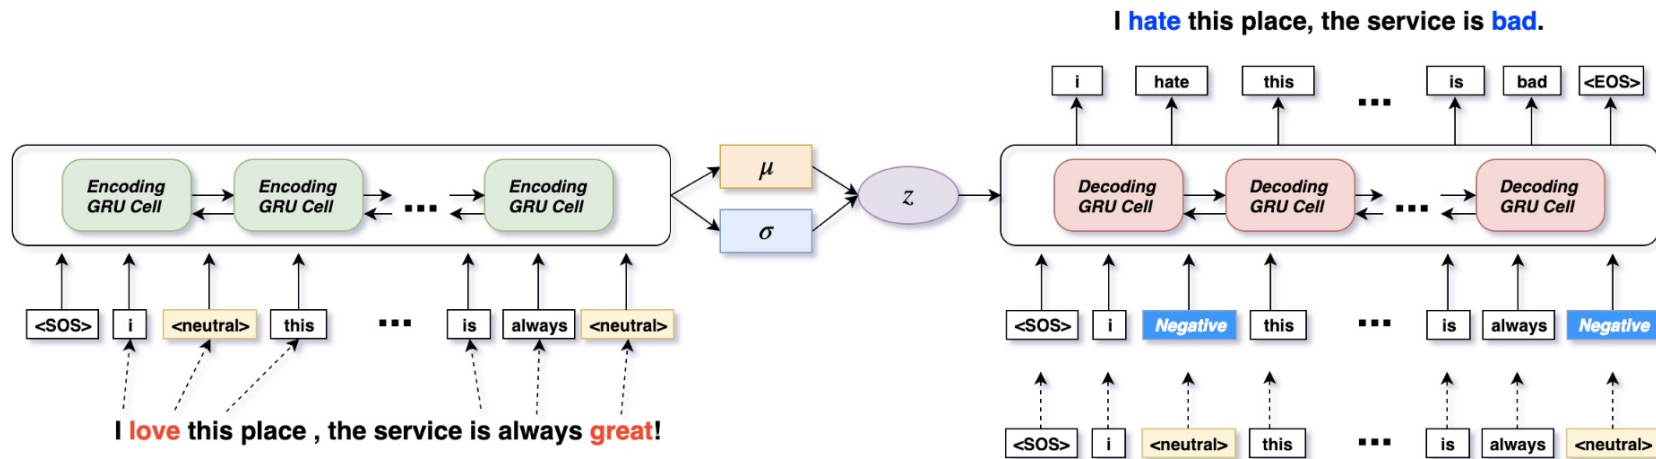 I hate this place, the service is bad.
i hate this ... is bad <EOS>
Encoding GRU Cell
Encoding GRU Cell
...
Encoding GRU Cell
μ
σ
z
Decoding GRU Cell
Decoding GRU Cell
...
Decoding GRU Cell
<SOS> i <neutral> this ... is always <neutral>
I love this place , the service is always great!
<SOS> i Negative this ... is always Negative
<SOS> i <neutral> this ... is always <neutral>